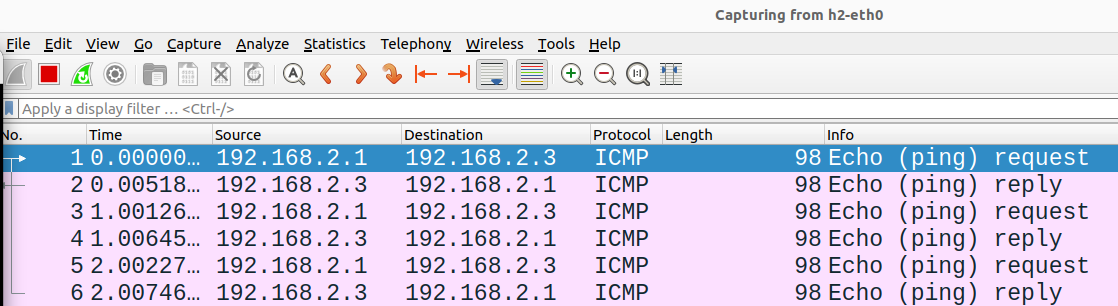 Capturing from h2-eth0
File Edit View Go Capture Analyze Statistics Telephony Wireless Tools Help
Apply a display filter … <Ctrl-/>
No. Time Source Destination Protocol Length Info
1 0.00000… 192.168.2.1 192.168.2.3 ICMP 98 Echo (ping) request
2 0.00518… 192.168.2.3 192.168.2.1 ICMP 98 Echo (ping) reply
3 1.00126… 192.168.2.1 192.168.2.3 ICMP 98 Echo (ping) request
4 1.00645… 192.168.2.3 192.168.2.1 ICMP 98 Echo (ping) reply
5 2.00227… 192.168.2.1 192.168.2.3 ICMP 98 Echo (ping) request
6 2.00746… 192.168.2.3 192.168.2.1 ICMP 98 Echo (ping) reply